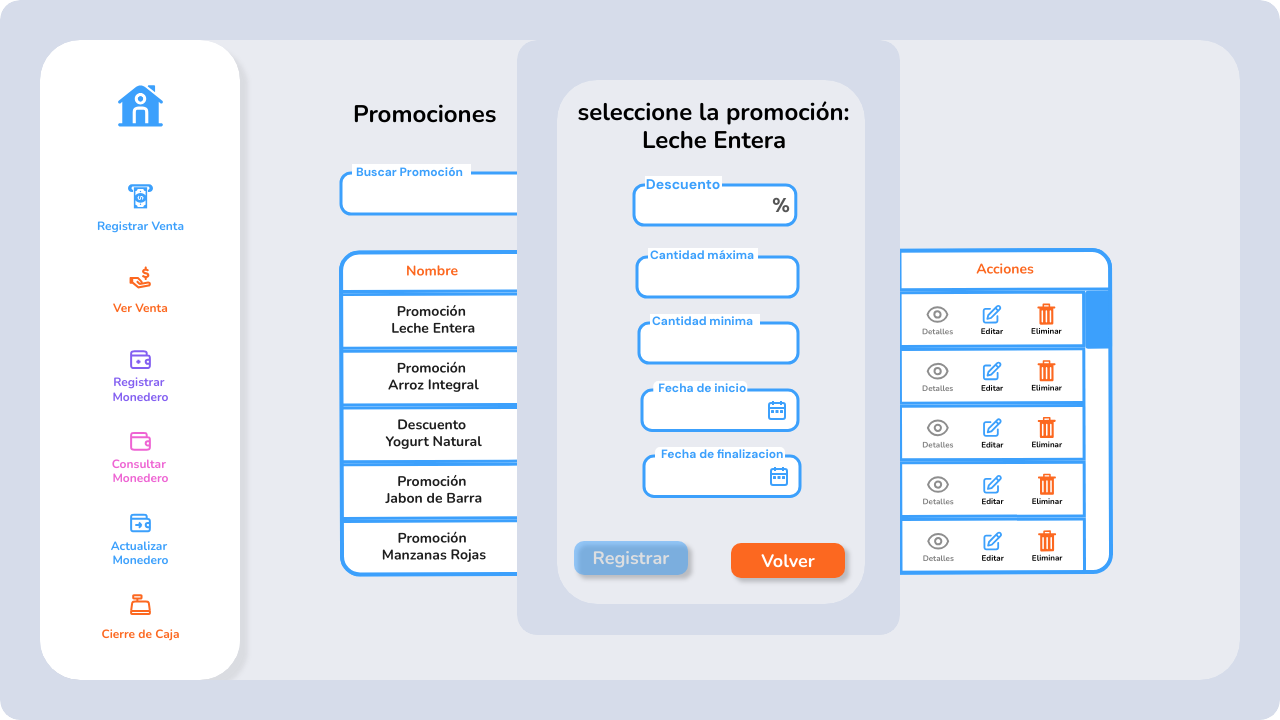 Registrar Venta
Ver Venta
Registrar
Monedero
Consultar
Monedero
Actualizar
Monedero
Cierre de Caja
Promociones
Buscar Promoción
Nombre
Promoción
Leche Entera
Promoción
Arroz Integral
Descuento
Yogurt Natural
Promoción
Jabon de Barra
Promoción
Manzanas Rojas
seleccione la promoción:
Leche Entera
Descuento
%
Cantidad máxima
Cantidad minima
Fecha de inicio
Fecha de finalizacion
Registrar
Volver
Acciones
Detalles Editar Eliminar
Detalles Editar Eliminar
Detalles Editar Eliminar
Detalles Editar Eliminar
Detalles Editar Eliminar